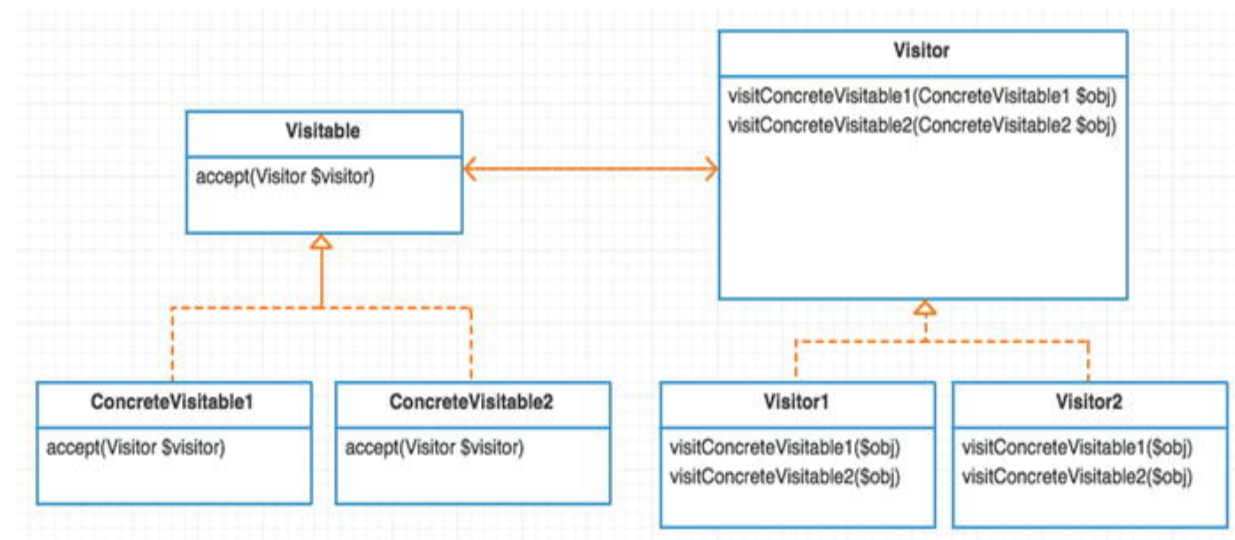 Visitor
visitConcreteVisitable1(ConcreteVisitable1 $obj)
visitConcreteVisitable2(ConcreteVisitable2 $obj)
Visitable
accept(Visitor $visitor)
ConcreteVisitable1
accept(Visitor $visitor)
ConcreteVisitable2
accept(Visitor $visitor)
Visitor1
visitConcreteVisitable1($obj)
visitConcreteVisitable2($obj)
Visitor2
visitConcreteVisitable1($obj)
visitConcreteVisitable2($obj)